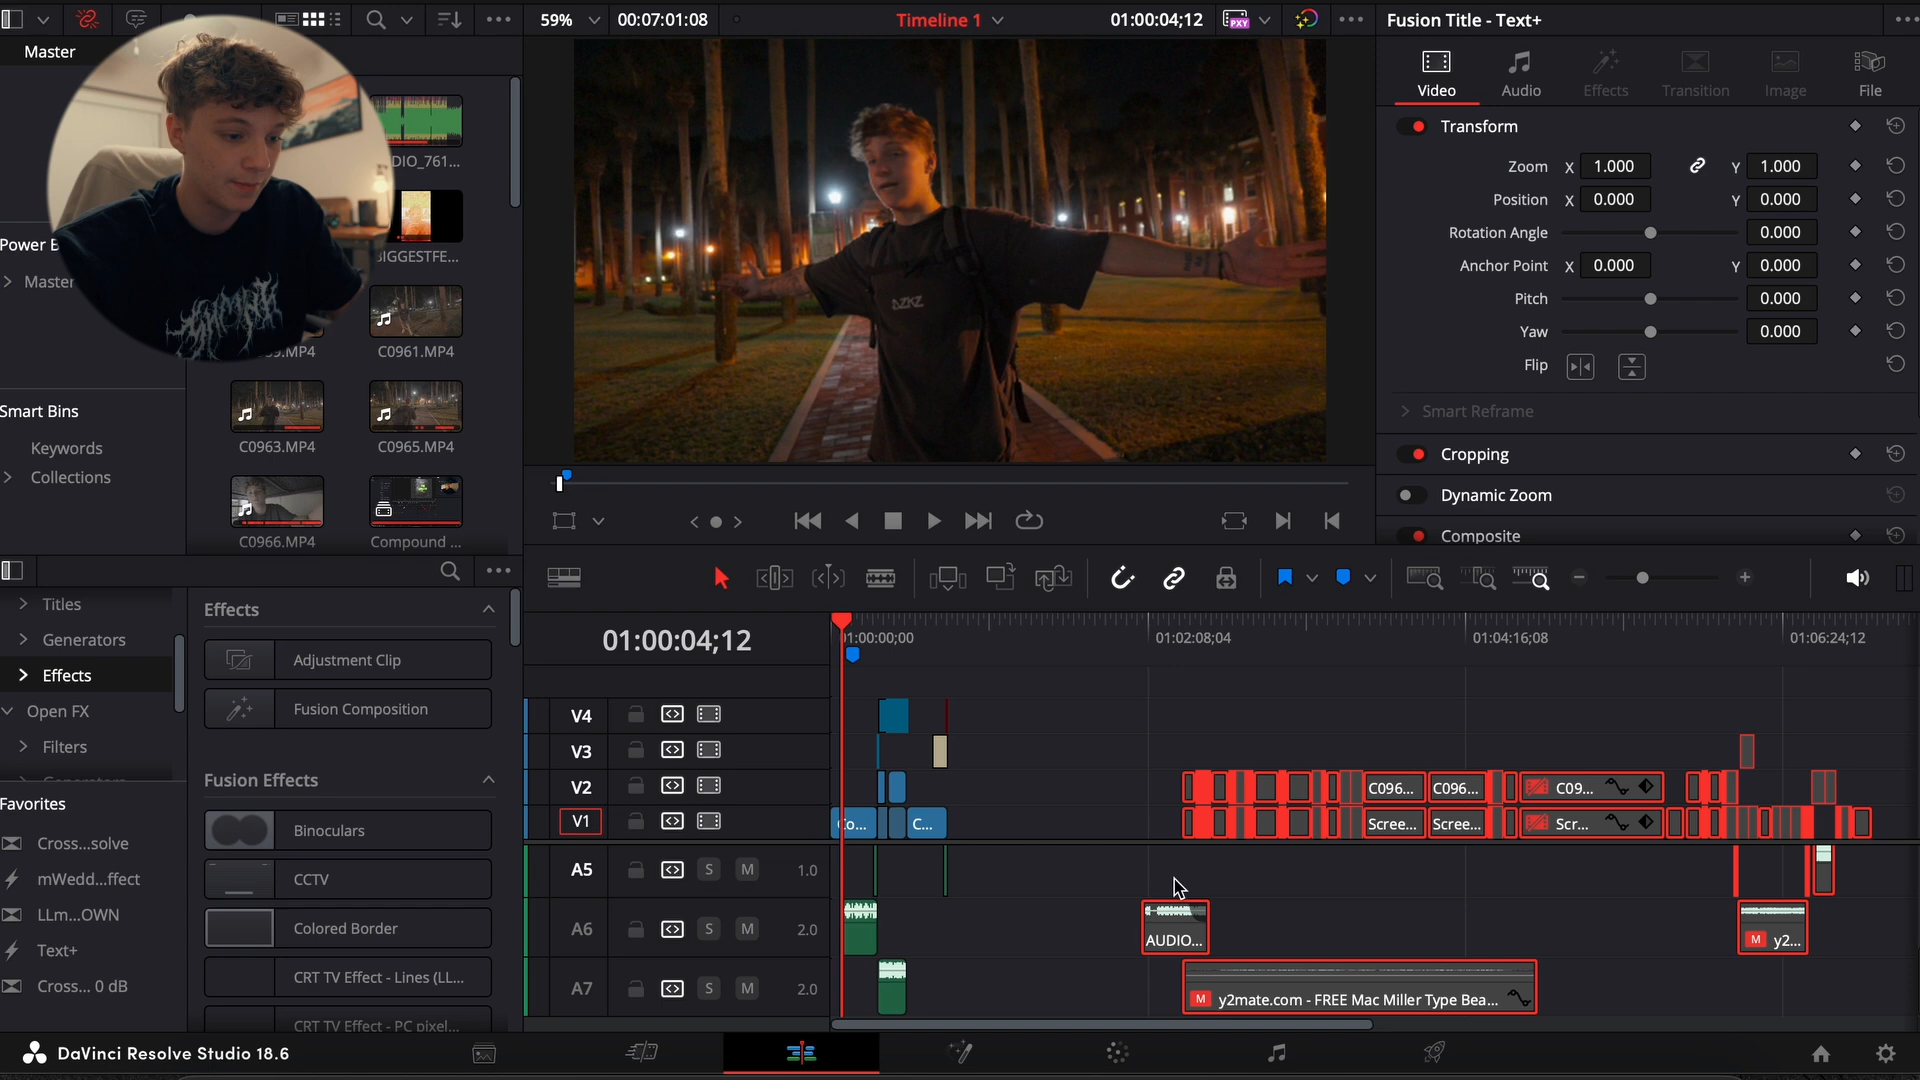 59%
00:07:01:08
Timeline 1
01:00:04;12
PXY
Fusion Title - Text+
Master
Video
Audio
Effects
Transition
Image
File
Transform
Zoom X 1.000 Y 1.000
Position X 0.000 Y 0.000
Rotation Angle 0.000
Anchor Point X 0.000 Y 0.000
Pitch 0.000
Yaw 0.000
Flip
Smart Reframe
Cropping
Dynamic Zoom
Composite
DIO_761...
BIGGESTFE...
Power B
Master
C0961.MP4
C0963.MP4
C0965.MP4
C0966.MP4
Compound ...
Smart Bins
Keywords
Collections
Titles
Generators
Effects
Open FX
Filters
Favorites
Cross...solve
mWedd...ffect
LLm...OWN
Text+
Cross... 0 dB
Effects
Adjustment Clip
Fusion Composition
Fusion Effects
Binoculars
CCTV
Colored Border
CRT TV Effect - Lines (LL...
CRT TV Effect - PC pixel...
01:00:04;12
01:00:00;00
01:02:08;04
01:04:16;08
01:06:24;12
V4
V3
V2
C096...
C096...
C09...
V1
Co...
C...
Scree...
Scree...
Scr...
A5 S M 1.0
A6 S M 2.0
AUDIO...
M y2...
A7 S M 2.0
M y2mate.com - FREE Mac Miller Type Bea...
DaVinci Resolve Studio 18.6